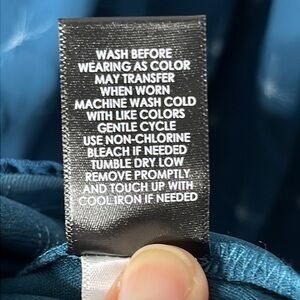 WASH BEFORE
WEARING AS COLOR
MAY TRANSFER
WHEN WORN
MACHINE WASH COLD
WITH LIKE COLORS
GENTLE CYCLE
USE NON-CHLORINE
BLEACH IF NEEDED
TUMBLE DRY LOW
REMOVE PROMPTLY
AND TOUCH UP WITH
COOL IRON IF NEEDED